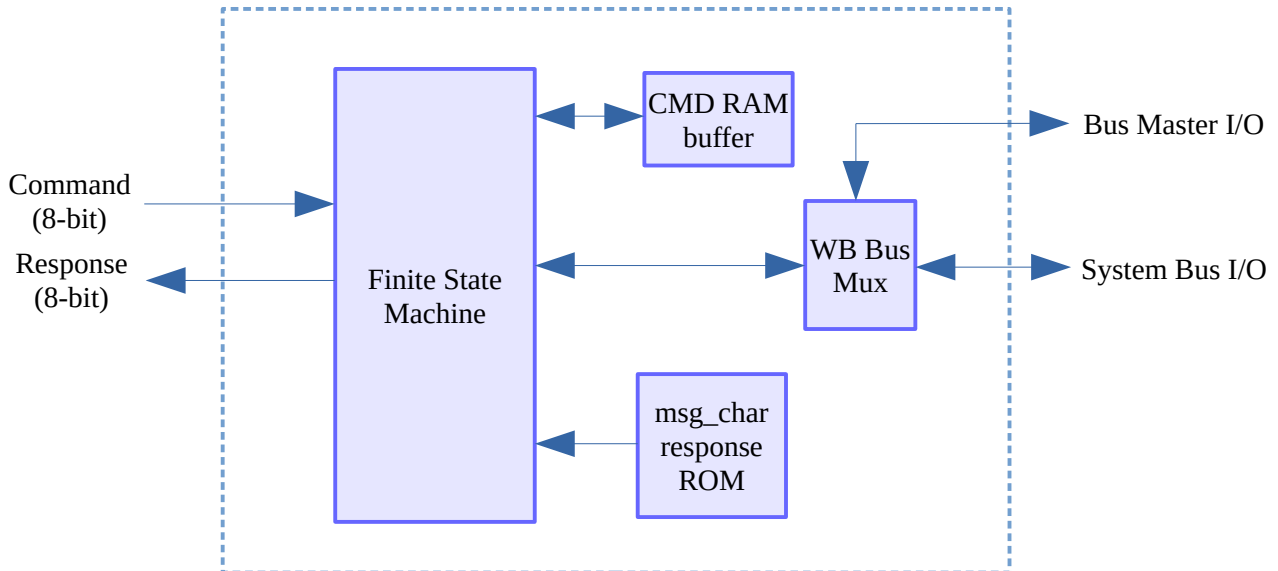 Command
(8-bit)
Response
(8-bit)
Finite State
Machine
CMD RAM
buffer
WB Bus
Mux
msg_char
response
ROM
Bus Master I/O
System Bus I/O